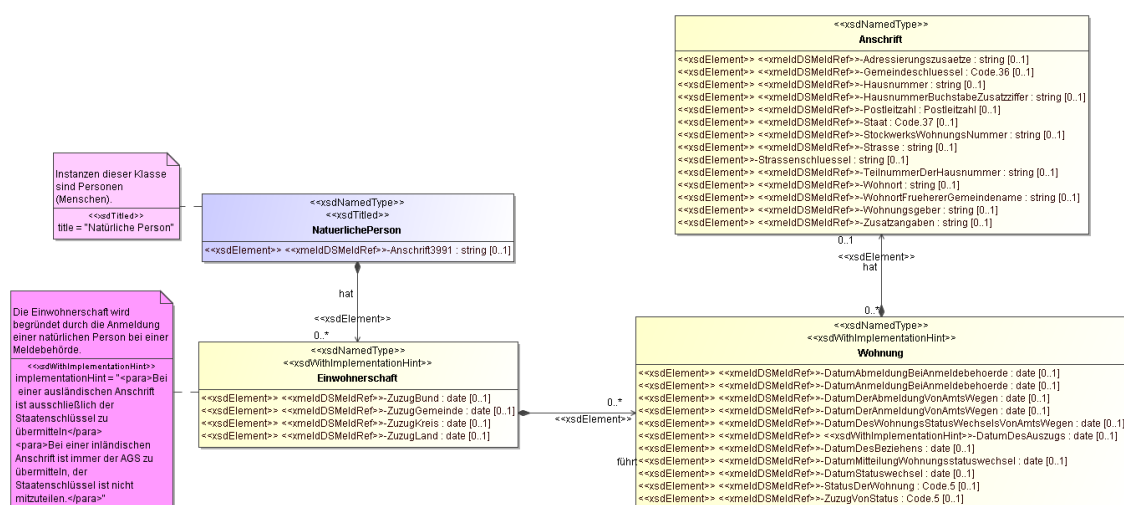 <<xsdNamedType>>
Anschrift
<<xsdElement>> <<xmeldDSMeldRef>>-Adressierungszusaetze : string [0..1]
<<xsdElement>> <<xmeldDSMeldRef>>-Gemeindeschluessel : Code.36 [0..1]
<<xsdElement>> <<xmeldDSMeldRef>>-Hausnummer : string [0..1]
<<xsdElement>> <<xmeldDSMeldRef>>-HausnummerBuchstabeZusatzziffer : string [0..1]
<<xsdElement>> <<xmeldDSMeldRef>>-Postleitzahl : Postleitzahl [0..1]
<<xsdElement>> <<xmeldDSMeldRef>>-Staat : Code.37 [0..1]
<<xsdElement>> <<xmeldDSMeldRef>>-StockwerksWohnungsNummer : string [0..1]
<<xsdElement>> <<xmeldDSMeldRef>>-Strasse : string [0..1]
<<xsdElement>>-Strassenschluessel : string [0..1]
<<xsdElement>> <<xmeldDSMeldRef>>-TeilnummerDerHausnummer : string [0..1]
<<xsdElement>> <<xmeldDSMeldRef>>-Wohnort : string [0..1]
<<xsdElement>> <<xmeldDSMeldRef>>-WohnortFruehererGemeindename : string [0..1]
<<xsdElement>> <<xmeldDSMeldRef>>-Wohnungsgeber : string [0..1]
<<xsdElement>> <<xmeldDSMeldRef>>-Zusatzangaben : string [0..1]
Instanzen dieser Klasse
sind Personen
(Menschen).
<<xsdTitled>>
title = "Natürliche Person"
<<xsdNamedType>>
<<xsdTitled>>
NatuerlichePerson
<<xsdElement>> <<xmeldDSMeldRef>>-Anschrift3991 : string [0..1]
0..1
<<xsdElement>>
hat
hat
<<xsdElement>>
0..*
0..*
Die Einwohnerschaft wird
begründet durch die Anmeldung
einer natürlichen Person bei einer
Meldebehörde.
<<xsdWithImplementationHint>>
implementationHint = "<para>Bei
einer ausländischen Anschrift
ist ausschließlich der
Staatenschlüssel zu
übermitteln</para>
<para>Bei einer inländischen
Anschrift ist immer der AGS zu
übermitteln, der
Staatenschlüssel ist nicht
mitzuteilen.</para>"
<<xsdNamedType>>
<<xsdWithImplementationHint>>
Einwohnerschaft
<<xsdElement>> <<xmeldDSMeldRef>>-ZuzugBund : date [0..1]
<<xsdElement>> <<xmeldDSMeldRef>>-ZuzugGemeinde : date [0..1]
<<xsdElement>> <<xmeldDSMeldRef>>-ZuzugKreis : date [0..1]
<<xsdElement>> <<xmeldDSMeldRef>>-ZuzugLand : date [0..1]
0..*
<<xsdElement>>
führt
<<xsdNamedType>>
<<xsdWithImplementationHint>>
Wohnung
<<xsdElement>> <<xmeldDSMeldRef>>-DatumAbmeldungBeiAnmeldebehoerde : date [0..1]
<<xsdElement>> <<xmeldDSMeldRef>>-DatumAnmeldungBeiAnmeldebehoerde : date [0..1]
<<xsdElement>> <<xmeldDSMeldRef>>-DatumDerAbmeldungVonAmtsWegen : date [0..1]
<<xsdElement>> <<xmeldDSMeldRef>>-DatumDerAnmeldungVonAmtsWegen : date [0..1]
<<xsdElement>> <<xmeldDSMeldRef>>-DatumDesWohnungsStatusWechselsVonAmtsWegen : date [0..1]
<<xsdElement>> <<xmeldDSMeldRef>> <<xsdWithImplementationHint>>-DatumDesAuszugs : date [0..1]
<<xsdElement>> <<xmeldDSMeldRef>>-DatumDesBeziehens : date [0..1]
<<xsdElement>> <<xmeldDSMeldRef>>-DatumMitteilungWohnungsstatuswechsel : date [0..1]
<<xsdElement>> <<xmeldDSMeldRef>>-DatumStatuswechsel : date [0..1]
<<xsdElement>> <<xmeldDSMeldRef>>-StatusDerWohnung : Code.5 [0..1]
<<xsdElement>> <<xmeldDSMeldRef>>-ZuzugVonStatus : Code.5 [0..1]